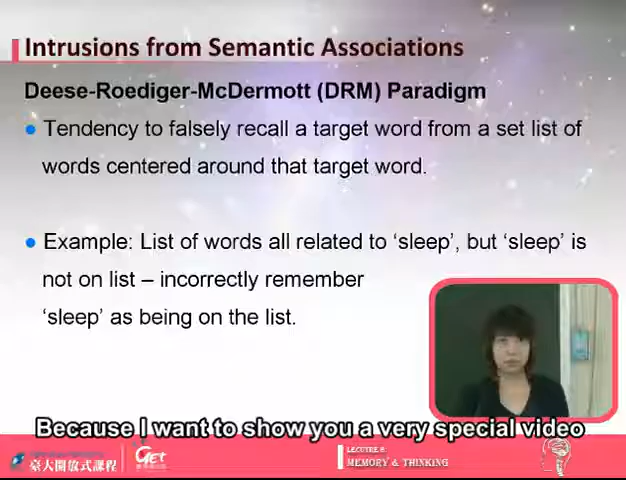 Intrusions from Semantic Associations
Deese-Roediger-McDermott (DRM) Paradigm
Tendency to falsely recall a target word from a set list of
words centered around that target word.
Example: List of words all related to ‘sleep’, but ‘sleep’ is
not on list – incorrectly remember
‘sleep’ as being on the list.
Because I want to show you a very special video
臺大開放式課程
GET
LECTURE 8:
MEMORY & THINKING